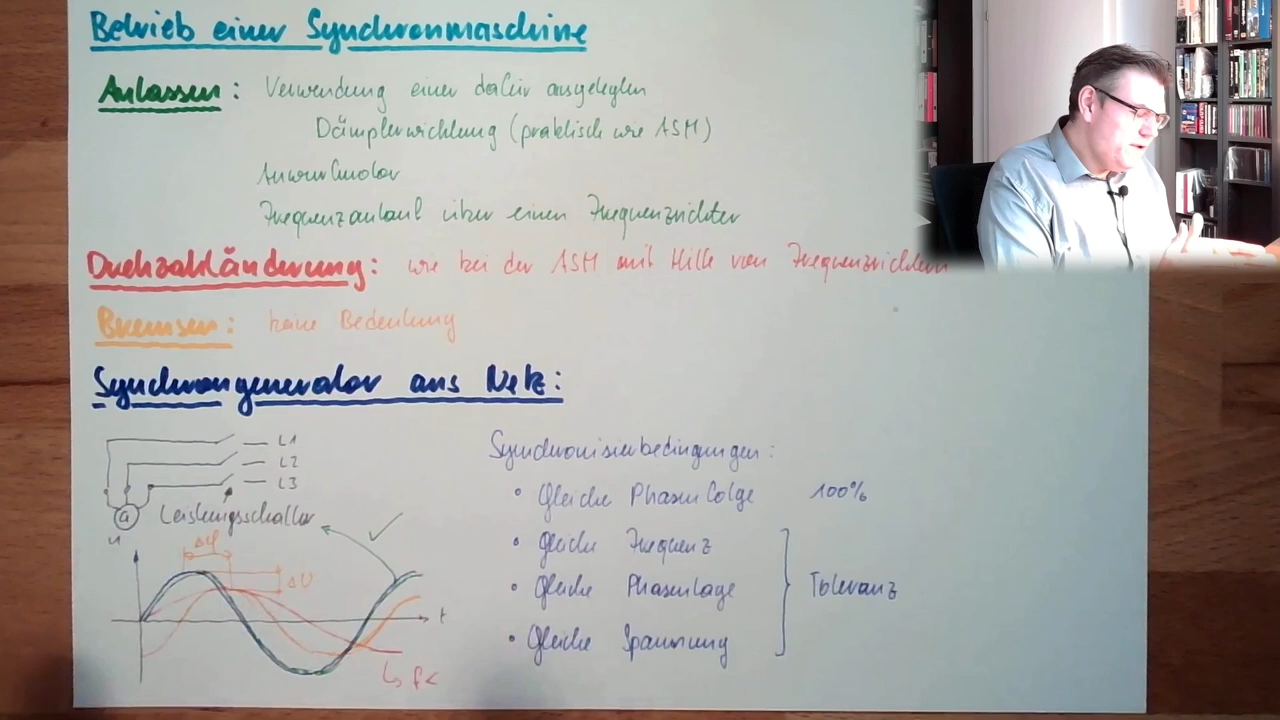 Betrieb einer Synchronmaschine
Anlassen: Verwendung einer dafür ausgelegten
Dämpferwicklung (praktisch wie ASM)
Anwurfmotor
Frequenzanlauf über einen Frequenzrichter
Drehzahländerung: wie bei der ASM mit Hilfe von Frequenzrichtern
Bremsen: keine Bedeutung
Synchrongenerator ans Netz:
L1
L2
L3
G
Leistungsschalter
u
Δφ
ΔU
t
↳ f<
Synchronisierbedingungen:
• Gleiche Phasenfolge 100%
• Gleiche Frequenz
• Gleiche Phasenlage Toleranz
• Gleiche Spannung